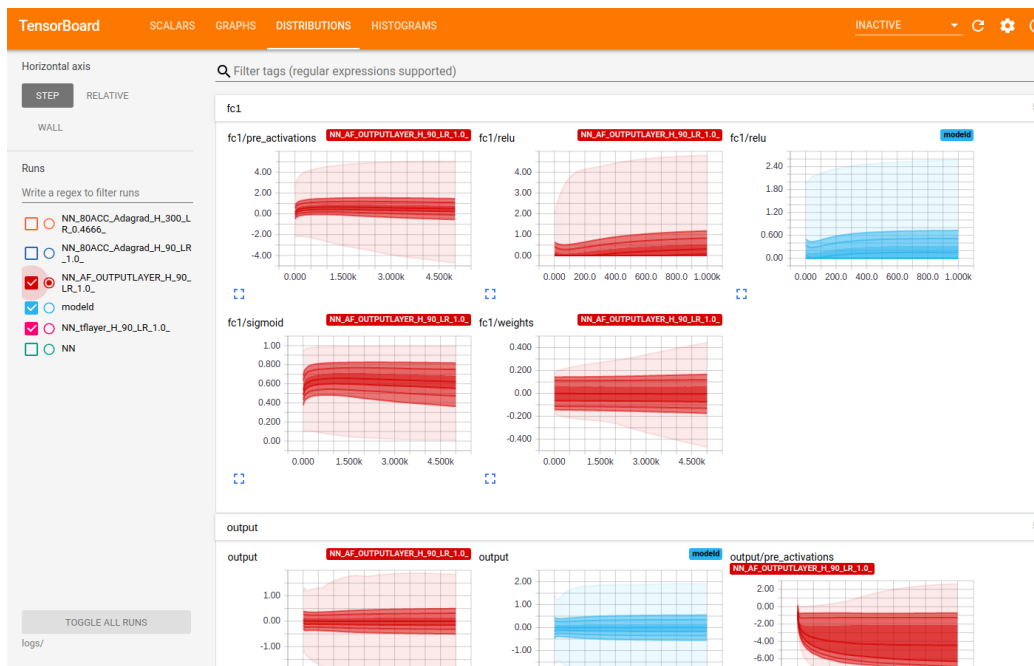 TensorBoard SCALARS GRAPHS DISTRIBUTIONS HISTOGRAMS INACTIVE
Horizontal axis
STEP RELATIVE
WALL
Runs
Write a regex to filter runs
NN_80ACC_Adagrad_H_300_L
R_0.4666_
NN_80ACC_Adagrad_H_90_LR
_1.0_
NN_AF_OUTPUTLAYER_H_90_
LR_1.0_
modeld
NN_tflayer_H_90_LR_1.0_
NN
TOGGLE ALL RUNS
logs/
Filter tags (regular expressions supported)
fc1
fc1/pre_activations NN_AF_OUTPUTLAYER_H_90_LR_1.0_
4.00
2.00
0.00
-2.00
-4.00
0.000 1.500k 3.000k 4.500k
fc1/relu NN_AF_OUTPUTLAYER_H_90_LR_1.0_
4.00
3.00
2.00
1.00
0.00
0.000 200.0 400.0 600.0 800.0 1.000k
fc1/relu modeld
2.40
1.80
1.20
0.600
0.00
0.000 200.0 400.0 600.0 800.0 1.000k
fc1/sigmoid NN_AF_OUTPUTLAYER_H_90_LR_1.0_
1.00
0.800
0.600
0.400
0.200
0.00
0.000 1.500k 3.000k 4.500k
fc1/weights NN_AF_OUTPUTLAYER_H_90_LR_1.0_
0.400
0.200
0.00
-0.200
-0.400
0.000 1.500k 3.000k 4.500k
output
output NN_AF_OUTPUTLAYER_H_90_LR_1.0_
1.00
0.00
-1.00
output modeld
2.00
1.00
0.00
-1.00
output/pre_activations
NN_AF_OUTPUTLAYER_H_90_LR_1.0_
2.00
0.00
-2.00
-4.00
-6.00